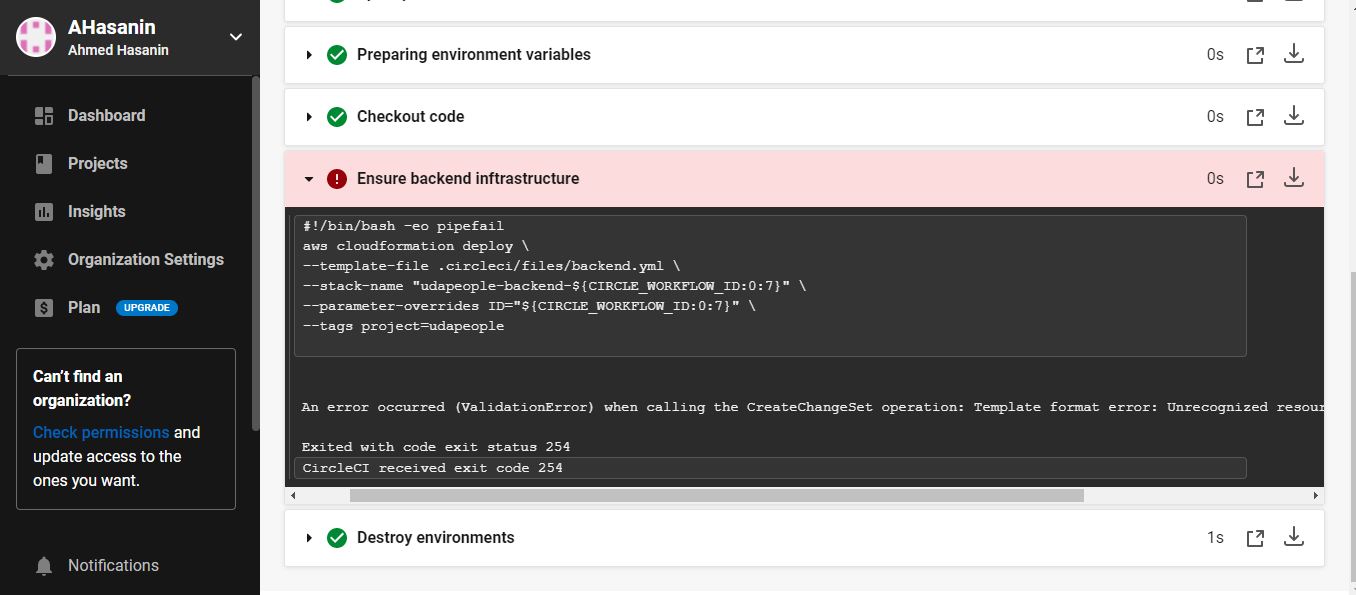 AHasanin
Ahmed Hasanin
Dashboard
Projects
Insights
Organization Settings
Plan UPGRADE
Can't find an
organization?
Check permissions and
update access to the
ones you want.
Notifications
Preparing environment variables 0s
Checkout code 0s
Ensure backend inftrastructure 0s
#!/bin/bash -eo pipefail
aws cloudformation deploy \
--template-file .circleci/files/backend.yml \
--stack-name "udapeople-backend-${CIRCLE_WORKFLOW_ID:0:7}" \
--parameter-overrides ID="${CIRCLE_WORKFLOW_ID:0:7}" \
--tags project=udapeople
An error occurred (ValidationError) when calling the CreateChangeSet operation: Template format error: Unrecognized resour
Exited with code exit status 254
CircleCI received exit code 254
Destroy environments 1s